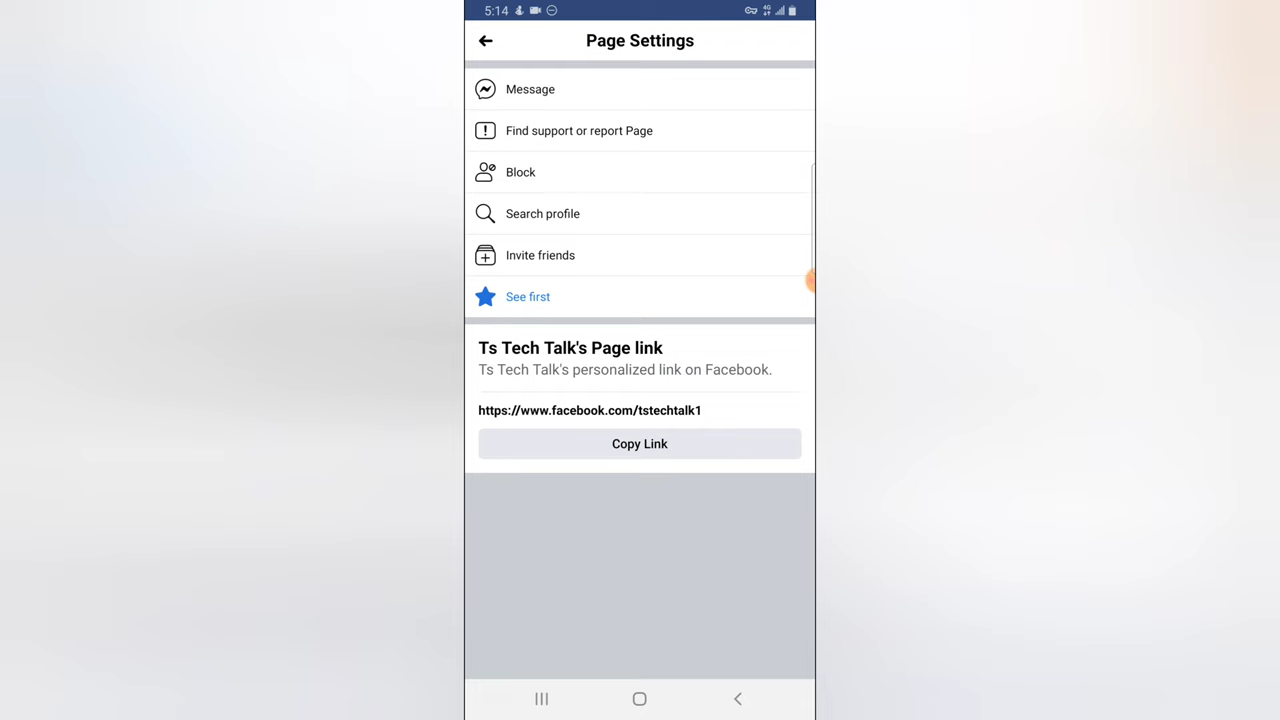 5:14
4G
Page Settings
Message
Find support or report Page
Block
Search profile
Invite friends
See first
Ts Tech Talk's Page link
Ts Tech Talk's personalized link on Facebook.
https://www.facebook.com/tstechtalk1
Copy Link